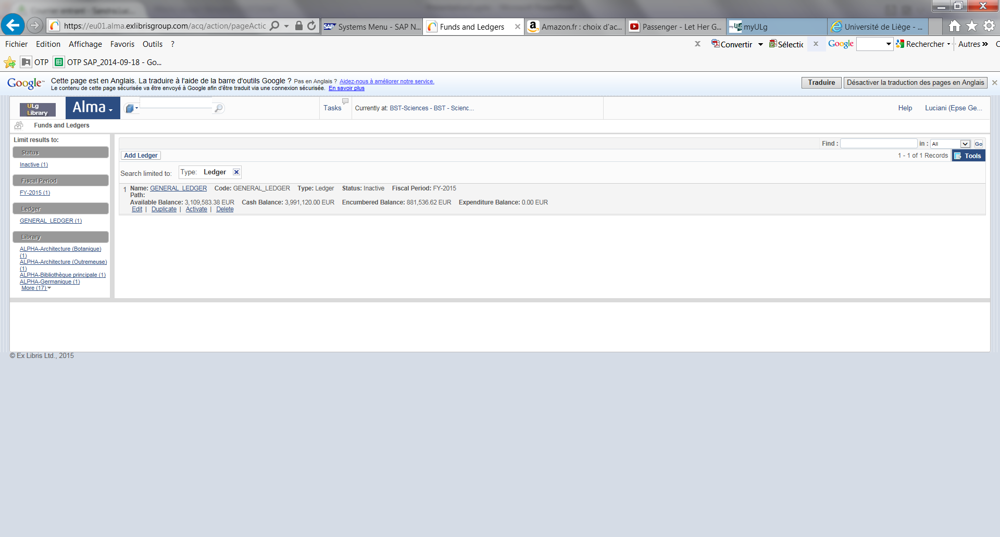 https://eu01.alma.exlibrisgroup.com/acq/action/pageActic
SAP Systems Menu - SAP N...
Funds and Ledgers
Amazon.fr : choix d'ac...
Passenger - Let Her G...
myULg
Université de Liège - ...
Fichier Edition Affichage Favoris Outils ?
x Convertir Sélectic x Google Rechercher Autres »
OTP OTP SAP_2014-09-18 - Go...
Google™ Cette page est en Anglais. La traduire à l'aide de la barre d'outils Google ? Pas en Anglais ? Aidez-nous à améliorer notre service.
Le contenu de cette page sécurisée va être envoyé à Google afin d'être traduit via une connexion sécurisée. En savoir plus
Traduire Désactiver la traduction des pages en Anglais
ULg
Library
Alma
Tasks
Currently at: BST-Sciences - BST - Scienc...
Help
Luciani (Epse Ge...
Funds and Ledgers
Limit results to:
Status
Inactive (1)
Fiscal Period
FY-2015 (1)
Ledger
GENERAL_LEDGER (1)
Library
ALPHA-Architecture (Botanique)
(1)
ALPHA-Architecture (Outremeuse)
(1)
ALPHA-Bibliothèque principale (1)
ALPHA-Germanique (1)
More (17)
Find : in : All Go
Add Ledger
1 - 1 of 1 Records Tools
Search limited to: Type: Ledger x
1 Name: GENERAL_LEDGER Code: GENERAL_LEDGER Type: Ledger Status: Inactive Fiscal Period: FY-2015
Path:
Available Balance: 3,109,583.38 EUR Cash Balance: 3,991,120.00 EUR Encumbered Balance: 881,536.62 EUR Expenditure Balance: 0.00 EUR
Edit | Duplicate | Activate | Delete
© Ex Libris Ltd., 2015